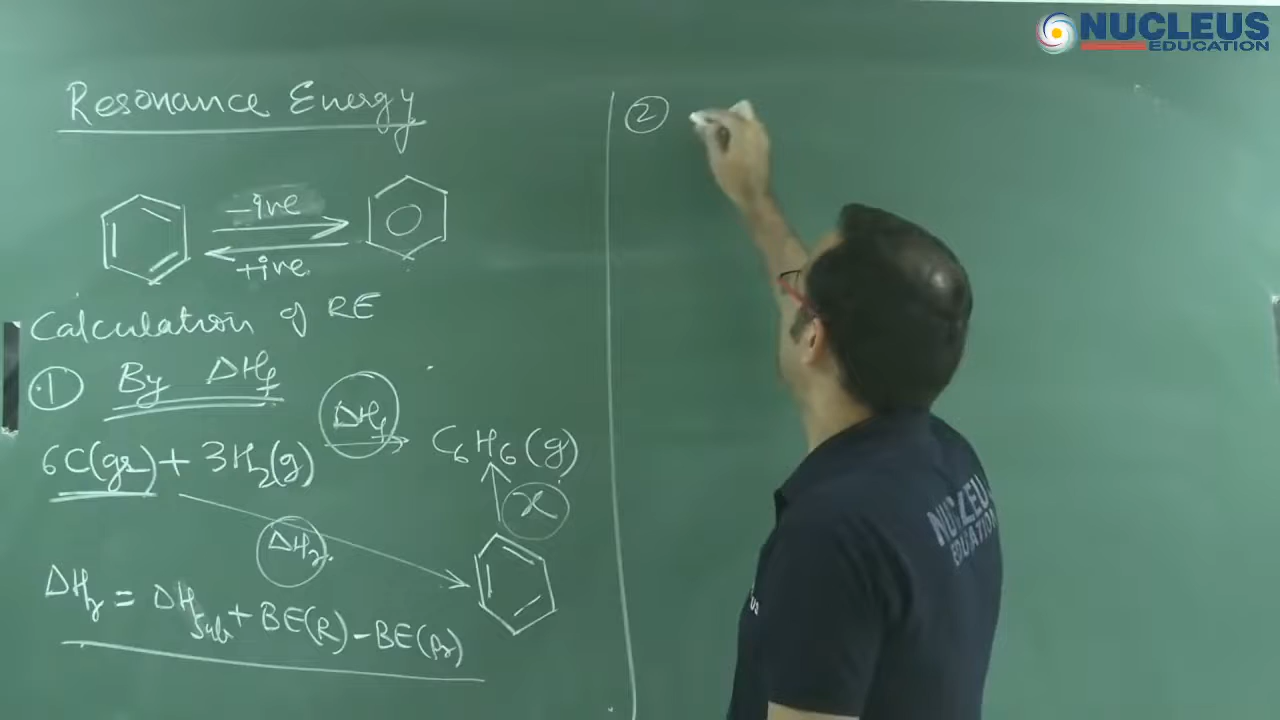 NUCLEUS
EDUCATION
Resonance Energy
-ive
+ive
Calculation of RE
① By ΔHf
6C(gr) + 3H₂(g) ΔHf C₆H₆(g)
x
ΔHr
ΔHr = ΔHsub + BE(R) - BE(Pr)
②
NUCLEUS
EDUCATION